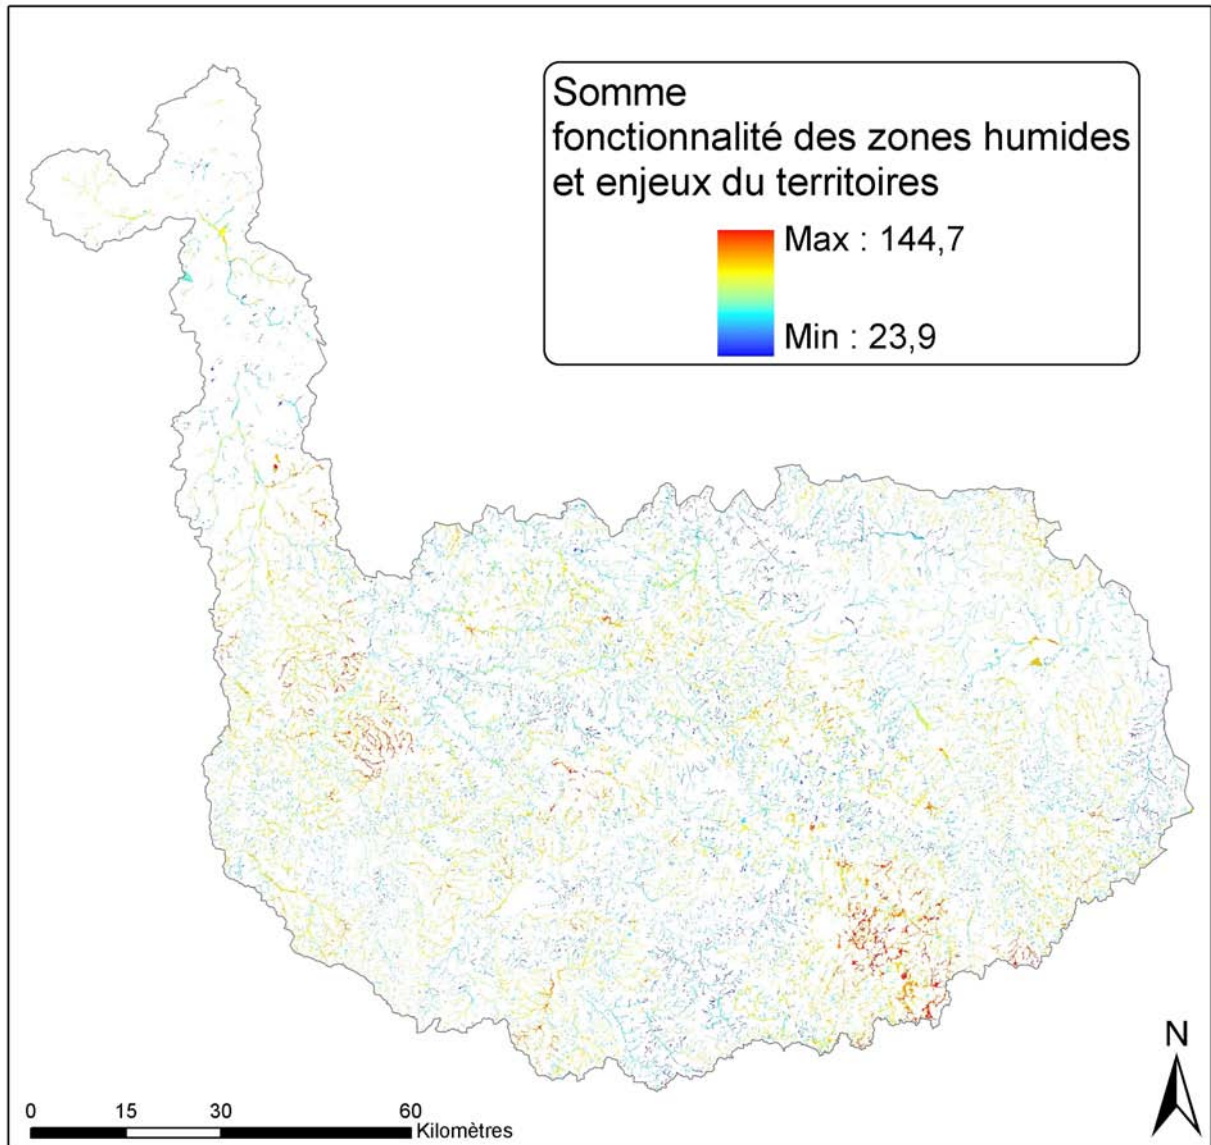 Somme
fonctionnalité des zones humides
et enjeux du territoires
Max : 144,7
Min : 23,9
N
0 15 30 60
Kilomètres